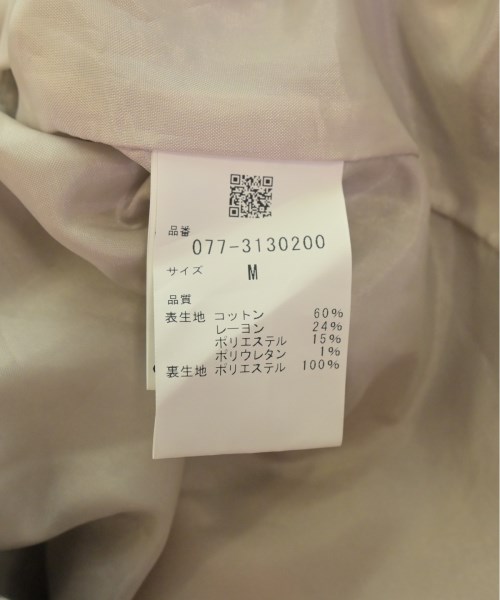 品番
077-3130200
サイズ M
品質
表生地 コットン 60%
レーヨン 24%
ポリエステル 15%
ポリウレタン 1%
裏生地 ポリエステル 100%